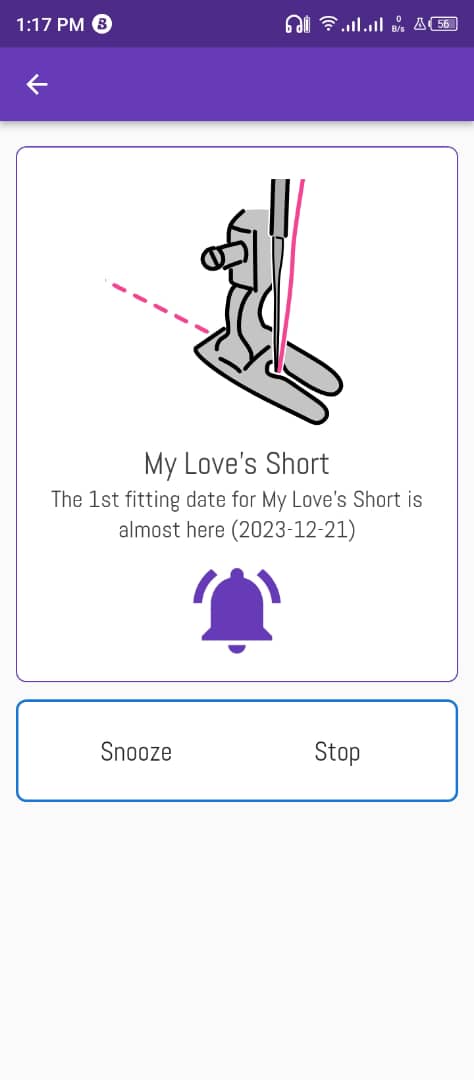 1:17 PM
0
B/s
56
My Love's Short
The 1st fitting date for My Love's Short is
almost here (2023-12-21)
Snooze
Stop